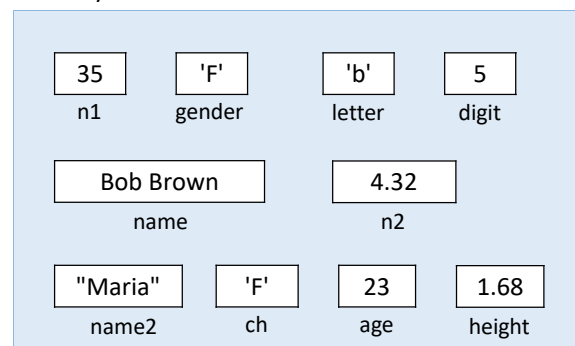 35 'F' 'b' 5
n1 gender letter digit
Bob Brown 4.32
name n2
"Maria" 'F' 23 1.68
name2 ch age height